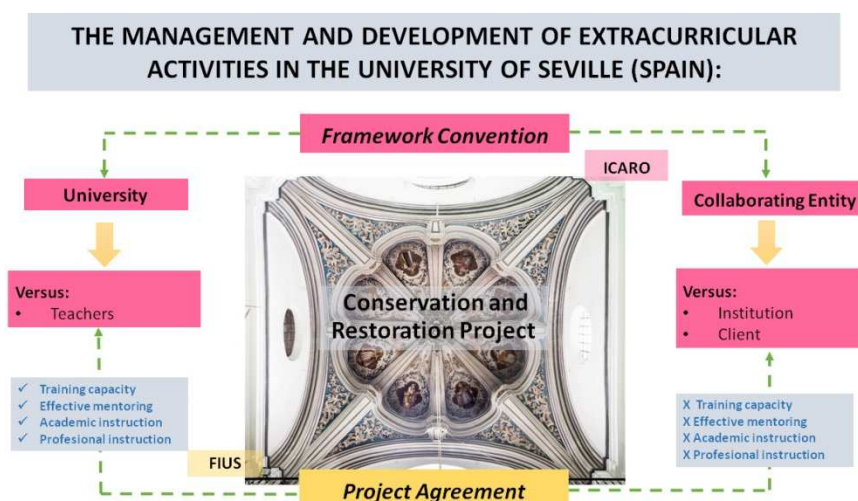 THE MANAGEMENT AND DEVELOPMENT OF EXTRACURRICULAR
ACTIVITIES IN THE UNIVERSITY OF SEVILLE (SPAIN):
Framework Convention
ICARO
University
Collaborating Entity
Versus:
• Teachers
Conservation and
Restoration Project
Versus:
• Institution
• Client
✓ Training capacity
✓ Effective mentoring
✓ Academic instruction
✓ Profesional instruction
X Training capacity
X Effective mentoring
X Academic instruction
X Profesional instruction
FIUS
Project Agreement